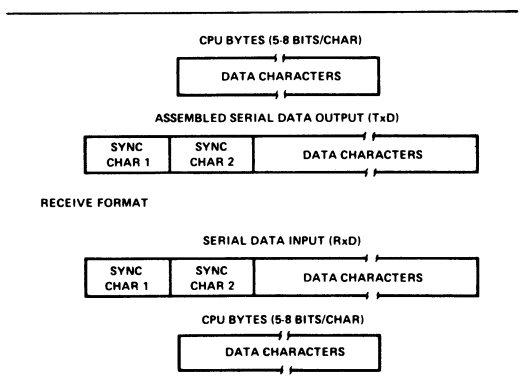 CPU BYTES (5-8 BITS/CHAR)
DATA CHARACTERS
ASSEMBLED SERIAL DATA OUTPUT (TxD)
SYNC CHAR 1
SYNC CHAR 2
DATA CHARACTERS
RECEIVE FORMAT
SERIAL DATA INPUT (RxD)
SYNC CHAR 1
SYNC CHAR 2
DATA CHARACTERS
CPU BYTES (5-8 BITS/CHAR)
DATA CHARACTERS